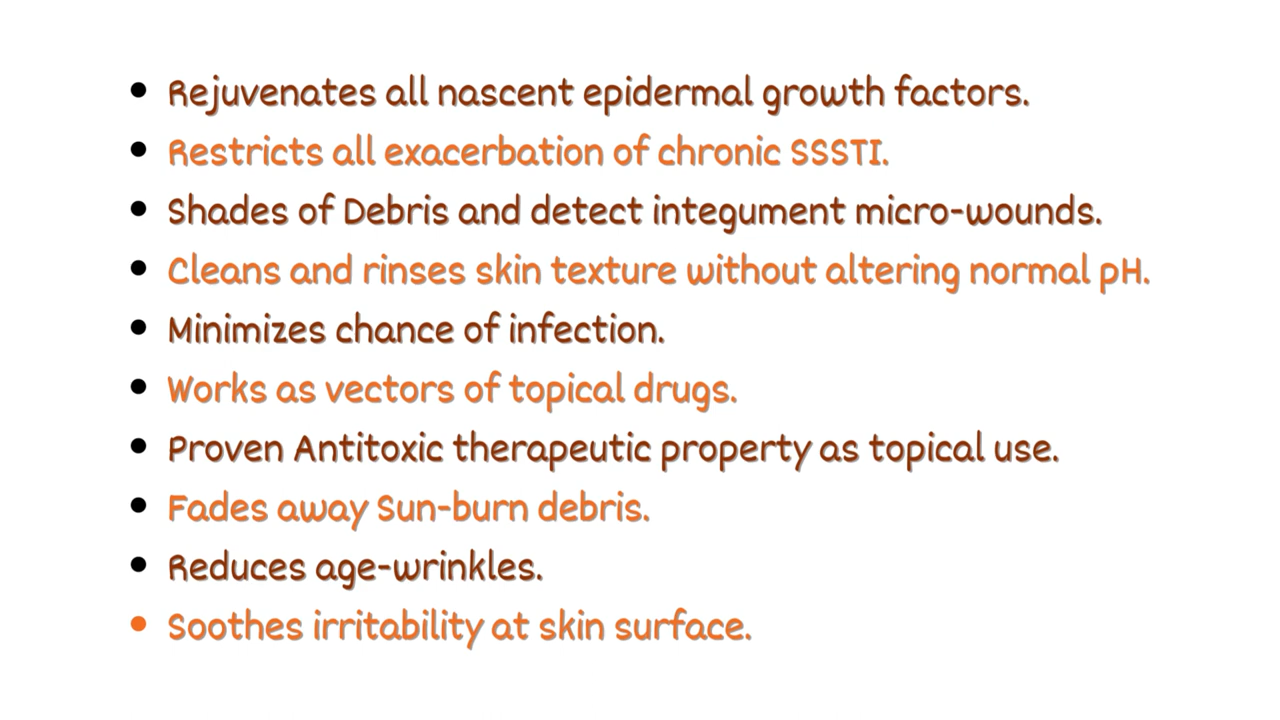 • Rejuvenates all nascent epidermal growth factors.
• Restricts all exacerbation of chronic SSSTI.
• Shades of Debris and detect integument micro-wounds.
• Cleans and rinses skin texture without altering normal pH.
• Minimizes chance of infection.
• Works as vectors of topical drugs.
• Proven Antitoxic therapeutic property as topical use.
• Fades away Sun-burn debris.
• Reduces age-wrinkles.
• Soothes irritability at skin surface.